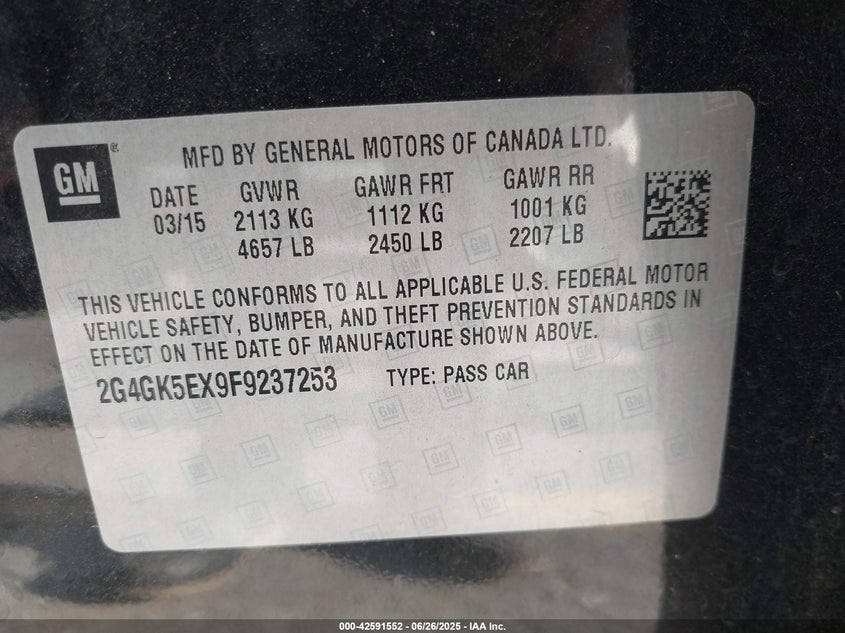 GM
MFD BY GENERAL MOTORS OF CANADA LTD.
DATE GVWR GAWR FRT GAWR RR
03/15 2113 KG 1112 KG 1001 KG
4657 LB 2450 LB 2207 LB
THIS VEHICLE CONFORMS TO ALL APPLICABLE U.S. FEDERAL MOTOR
VEHICLE SAFETY, BUMPER, AND THEFT PREVENTION STANDARDS IN
EFFECT ON THE DATE OF MANUFACTURE SHOWN ABOVE.
2G4GK5EX9F9237253 TYPE: PASS CAR
000-42591552 - 06/26/2025 - IAA Inc.